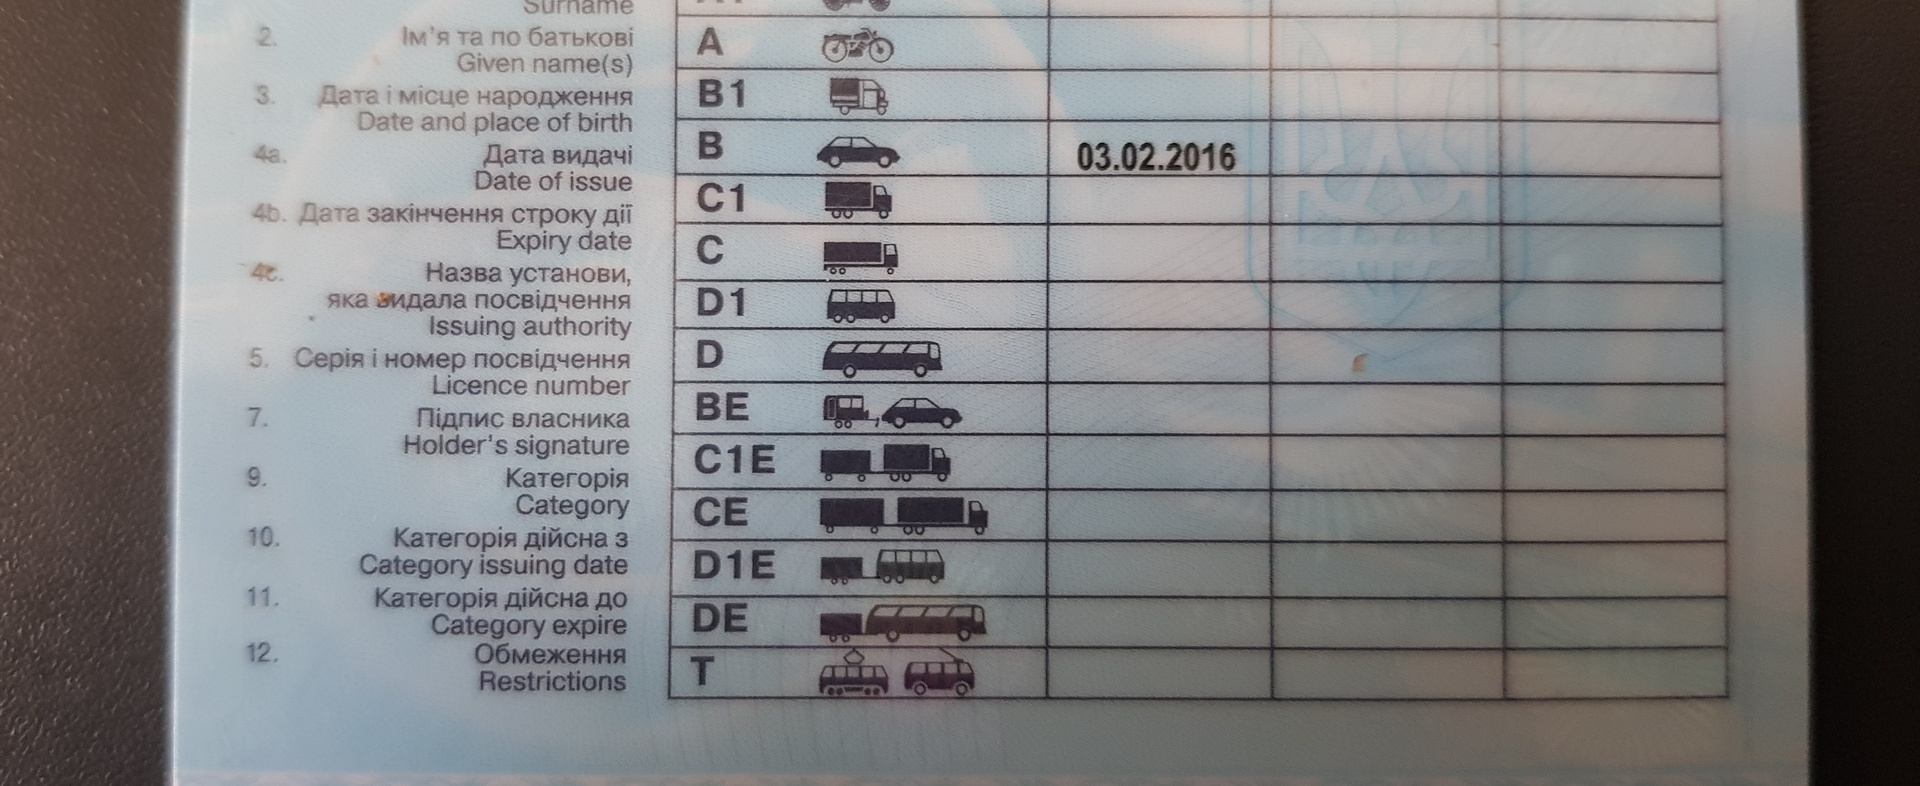 Surname
2. Ім'я та по батькові
Given name(s)
3. Дата і місце народження
Date and place of birth
4a. Дата видачі
Date of issue
4b. Дата закінчення строку дії
Expiry date
4c. Назва установи,
яка видала посвідчення
Issuing authority
5. Серія і номер посвідчення
Licence number
7. Підпис власника
Holder's signature
9. Категорія
Category
10. Категорія дійсна з
Category issuing date
11. Категорія дійсна до
Category expire
12. Обмеження
Restrictions
A
B1
B 03.02.2016
C1
C
D1
D
BE
C1E
CE
D1E
DE
T